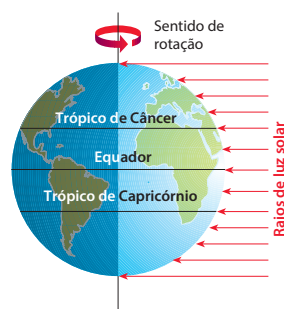 Sentido de
rotação
Trópico de Câncer
Equador
Trópico de Capricórnio
Raios de luz solar